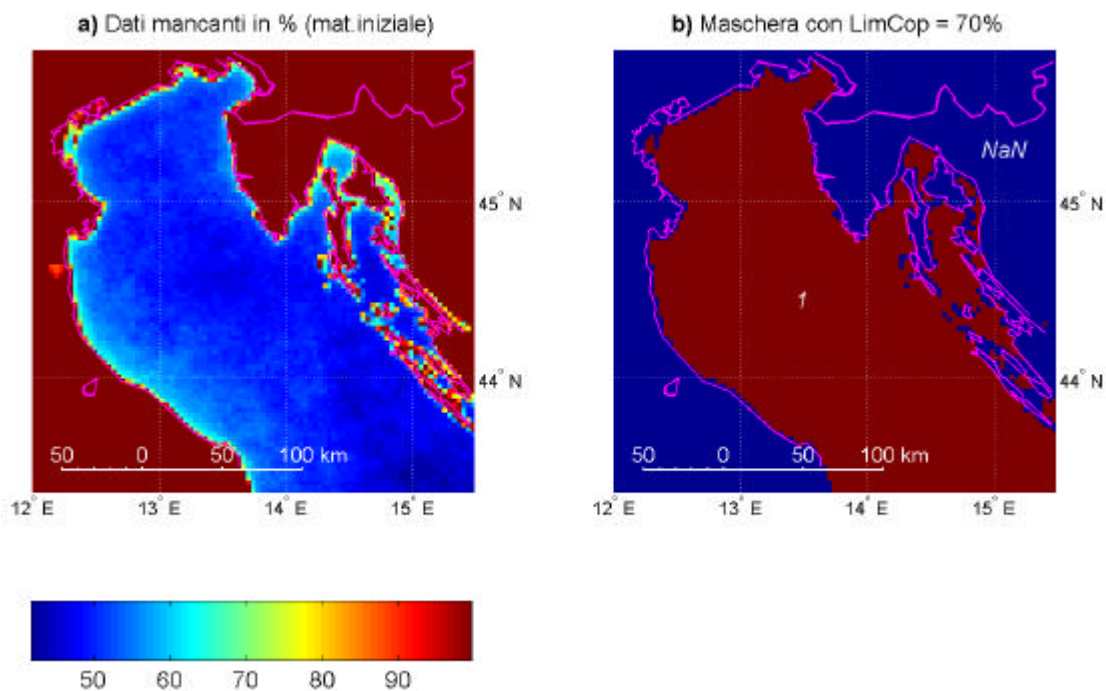 a) Dati mancanti in % (mat.iniziale)
b) Maschera con LimCop = 70%
NaN
45° N
45° N
1
44° N
44° N
50 0 50 100 km
50 0 50 100 km
12° E 13° E 14° E 15° E
12° E 13° E 14° E 15° E
50 60 70 80 90